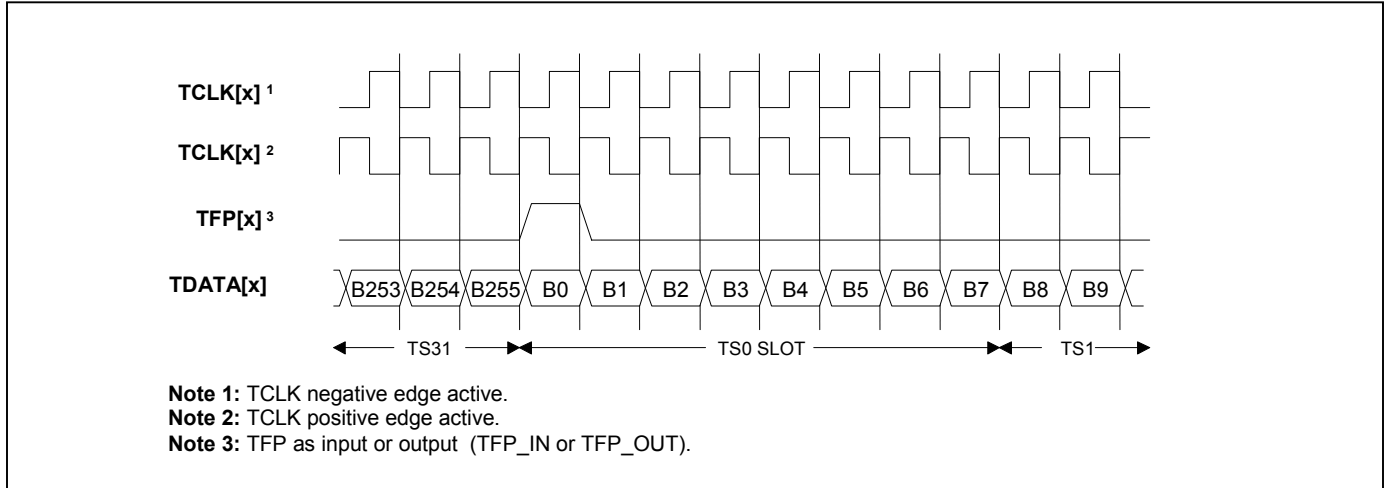 TCLK[x] 1
TCLK[x] 2
TFP[x] 3
TDATA[x] B253 B254 B255 B0 B1 B2 B3 B4 B5 B6 B7 B8 B9
TS31 TS0 SLOT TS1
Note 1: TCLK negative edge active.
Note 2: TCLK positive edge active.
Note 3: TFP as input or output (TFP_IN or TFP_OUT).